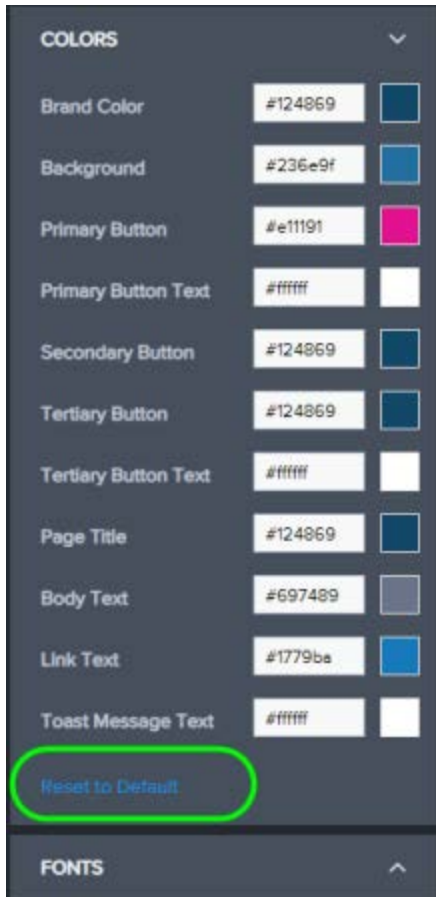 COLORS
Brand Color #124869
Background #236e9f
Primary Button #e11191
Primary Button Text #ffffff
Secondary Button #124869
Tertiary Button #124869
Tertiary Button Text #ffffff
Page Title #124869
Body Text #697489
Link Text #1779ba
Toast Message Text #ffffff
Reset to Default
FONTS